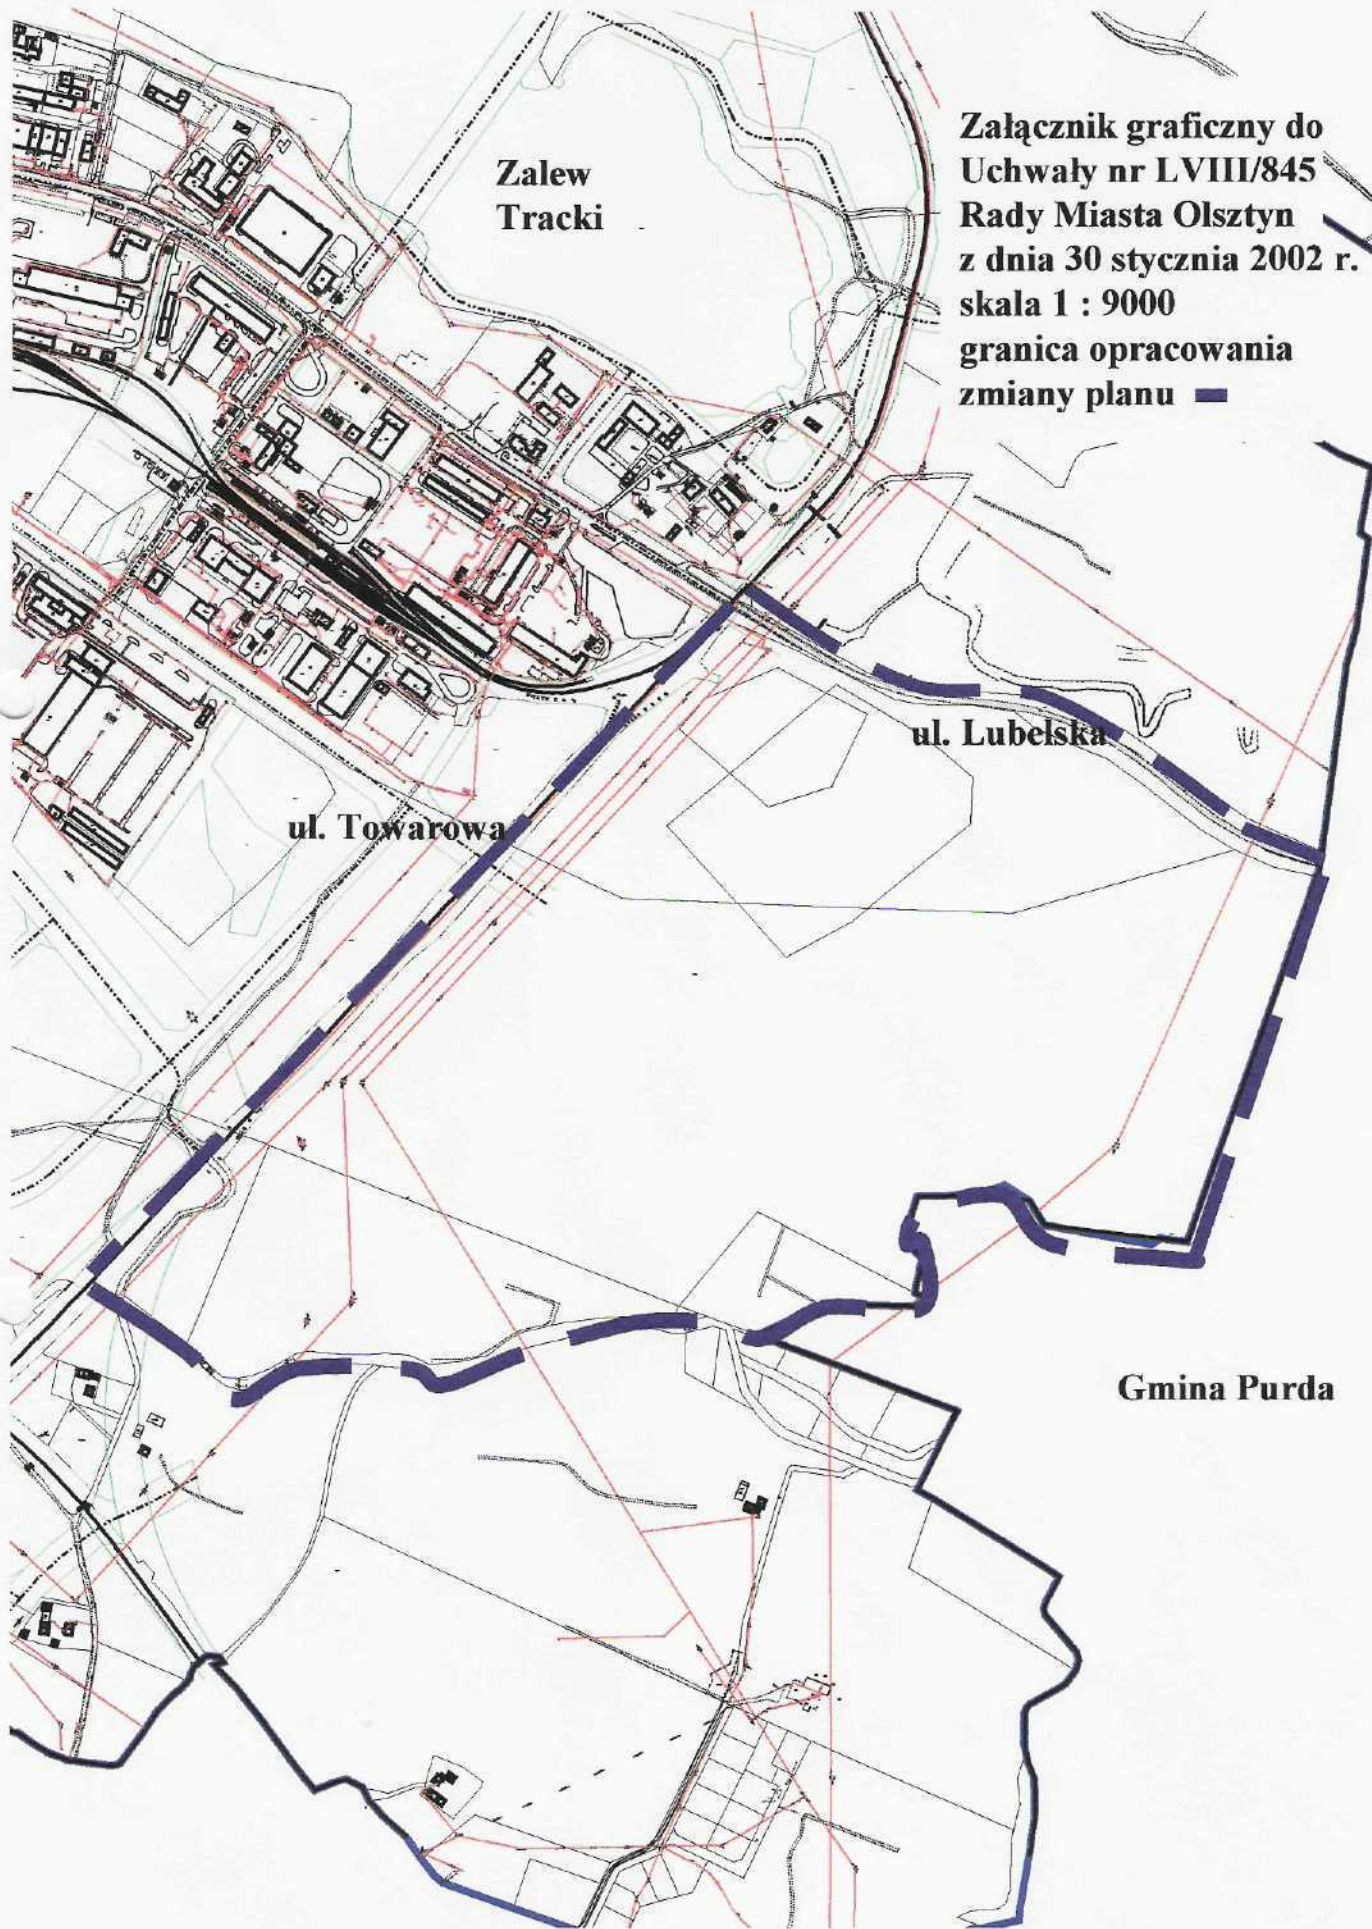 Załącznik graficzny do
Uchwały nr LVIII/845
Rady Miasta Olsztyn
z dnia 30 stycznia 2002 r.
skala 1 : 9000
granica opracowania
zmiany planu
Zalew
Tracki
ul. Lubelska
ul. Towarowa
Gmina Purda